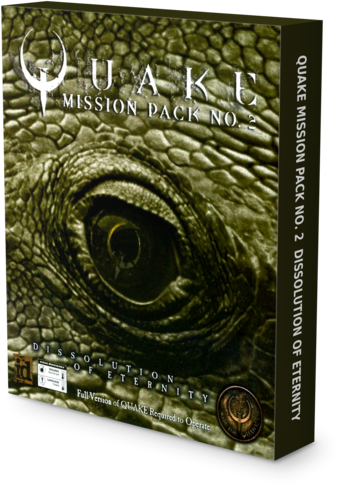 QUAKE
MISSION PACK NO. 2
DISSOLUTION
OF ETERNITY
id
Full Version of QUAKE Required to Operate
QUAKE MISSION PACK NO. 2 DISSOLUTION OF ETERNITY